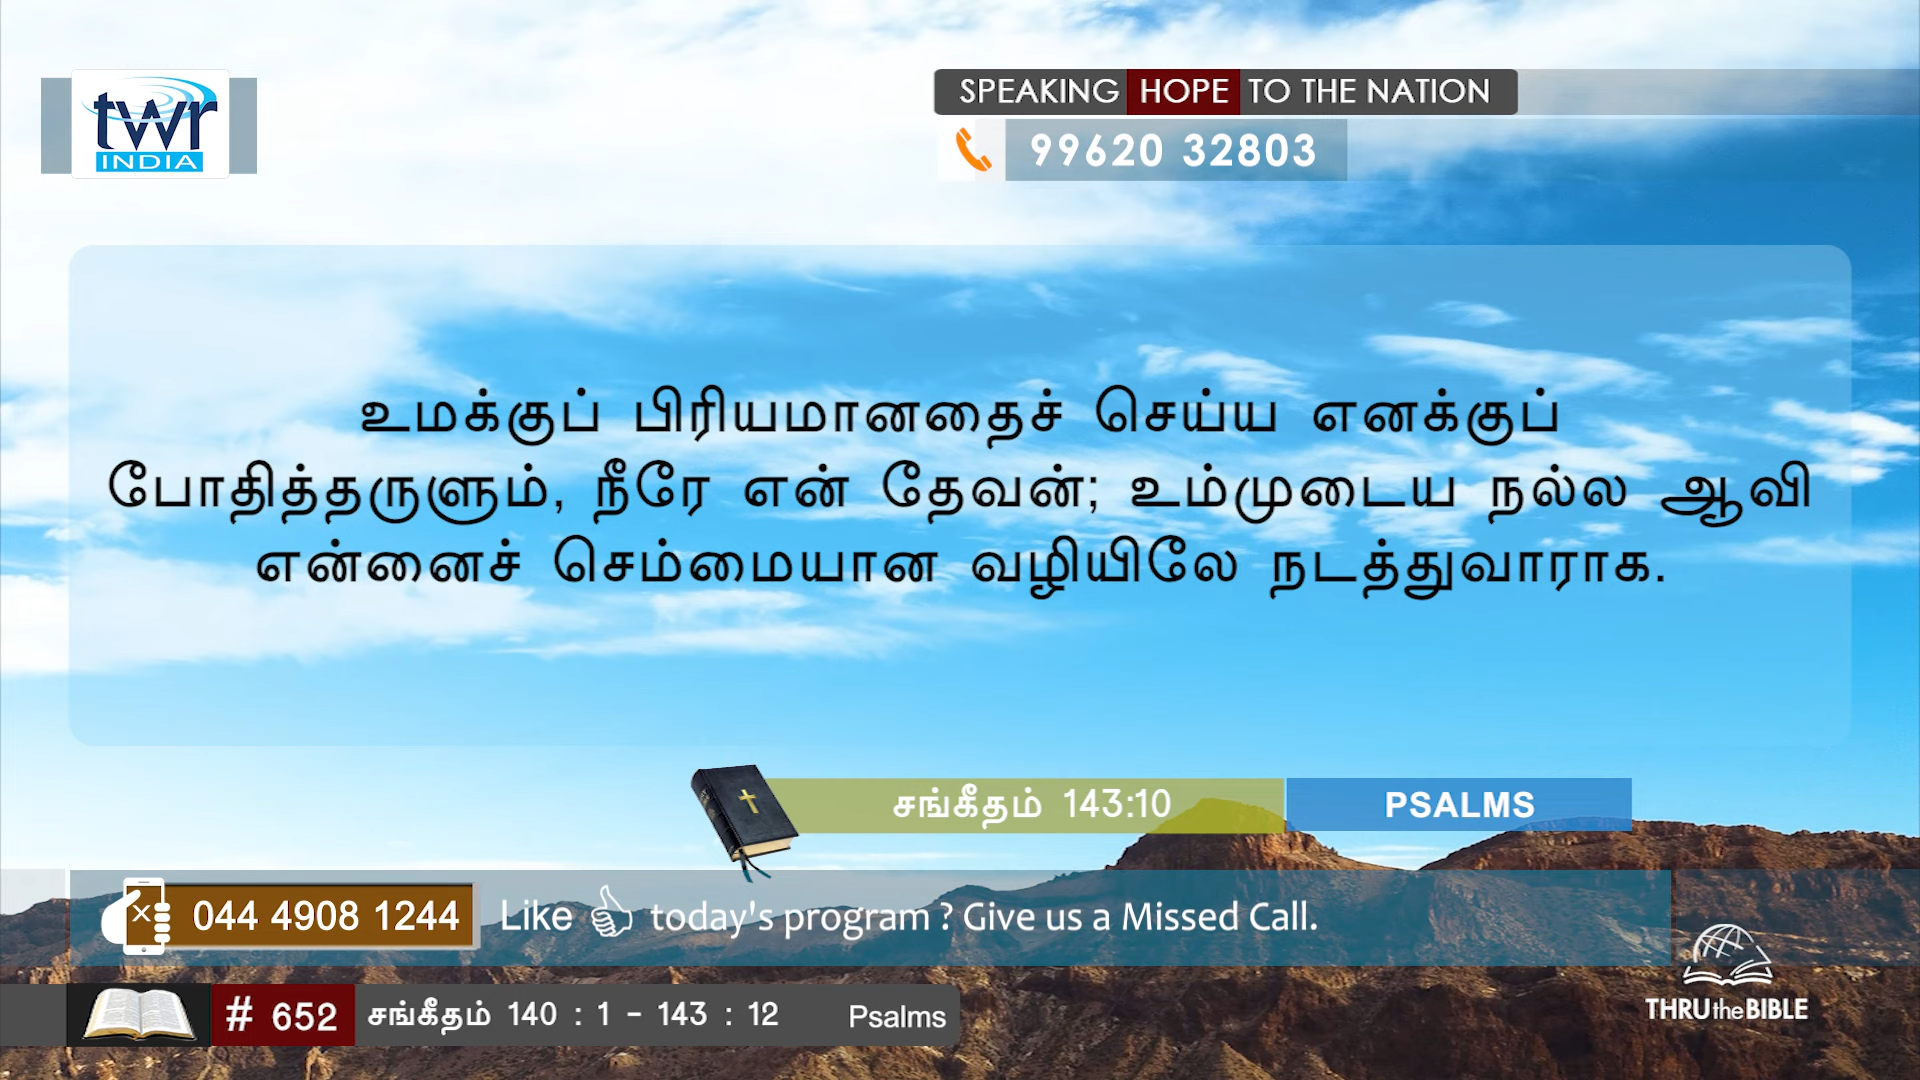 twr
INDIA
SPEAKING HOPE TO THE NATION
99620 32803
உமக்குப் பிரியமானதைச் செய்ய எனக்குப்
போதித்தருளும், நீரே என் தேவன்; உம்முடைய நல்ல ஆவி
என்னைச் செம்மையான வழியிலே நடத்துவாராக.
சங்கீதம் 143:10 PSALMS
044 4908 1244 Like today's program ? Give us a Missed Call.
# 652 சங்கீதம் 140 : 1 - 143 : 12 Psalms
THRU the BIBLE